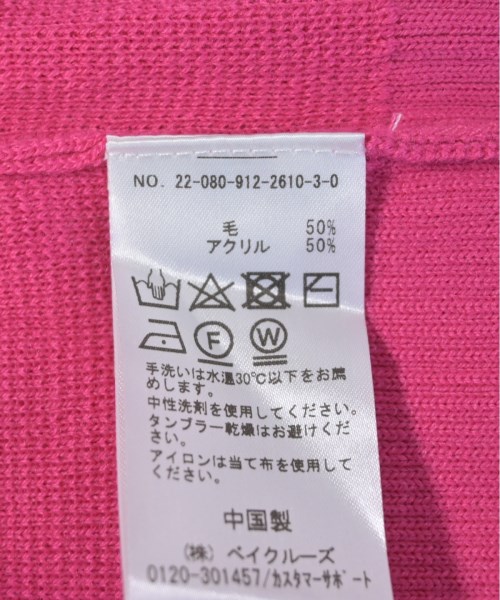 NO. 22-080-912-2610-3-0
毛 50%
アクリル 50%
F W
手洗いは水温30℃以下をお薦
めします。
中性洗剤を使用してください。
タンブラー乾燥はお避けくださ
い。
アイロンは当て布を使用して
ください。
中国製
(株) ベイクルーズ
0120-301457/カスタマーサポート